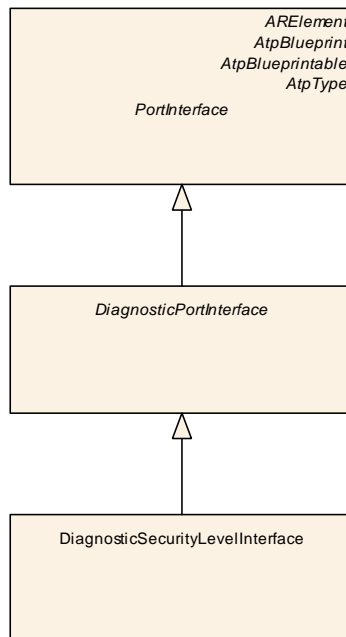 ARElement
AtpBlueprint
AtpBlueprintable
AtpType
PortInterface
DiagnosticPortInterface
DiagnosticSecurityLevelInterface